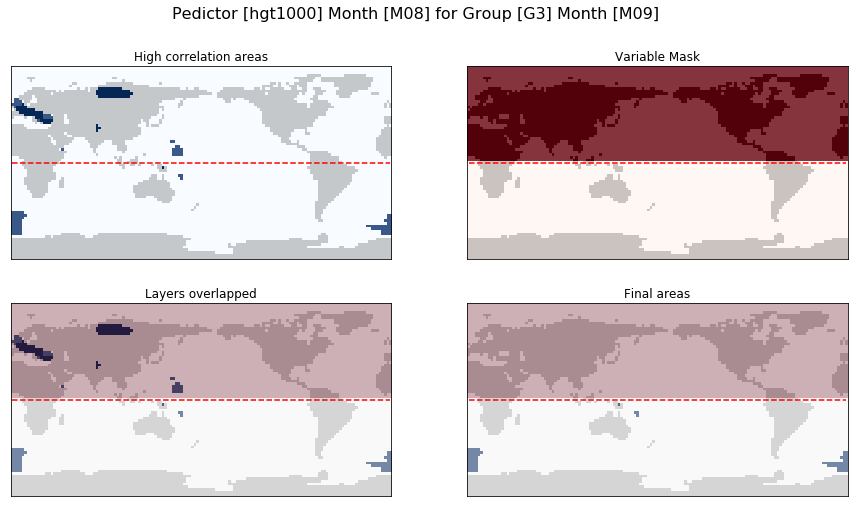 Pedictor [hgt1000] Month [M08] for Group [G3] Month [M09]
High correlation areas
Variable Mask
Layers overlapped
Final areas